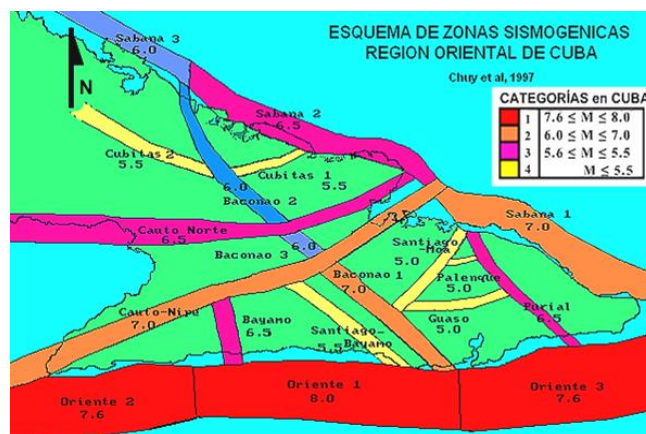 ESQUEMA DE ZONAS SISMOGENICAS
REGION ORIENTAL DE CUBA
Chuy et al, 1997
CATEGORÍAS en CUBA
1 7.6 ≤ M ≤ 8.0
2 6.0 ≤ M ≤ 7.0
3 5.6 ≤ M ≤ 5.5
4 M ≤ 5.5
N
Sabana 3
6.0
Sabana 2
6.5
Cubitas 2
5.5
Cubitas 1
5.5
6.0
Baconao 2
Sabana 1
7.0
Cauto Norte
6.5
6.0
Baconao 3
Santiago
-Moa
5.0
Baconao 1
7.0
Palenque
5.0
Cauto-Nipe
7.0
Guaso
5.0
Purial
6.5
Bayamo
6.5
Santiago-
Bayamo
5.5
Oriente 2
7.6
Oriente 1
8.0
Oriente 3
7.6